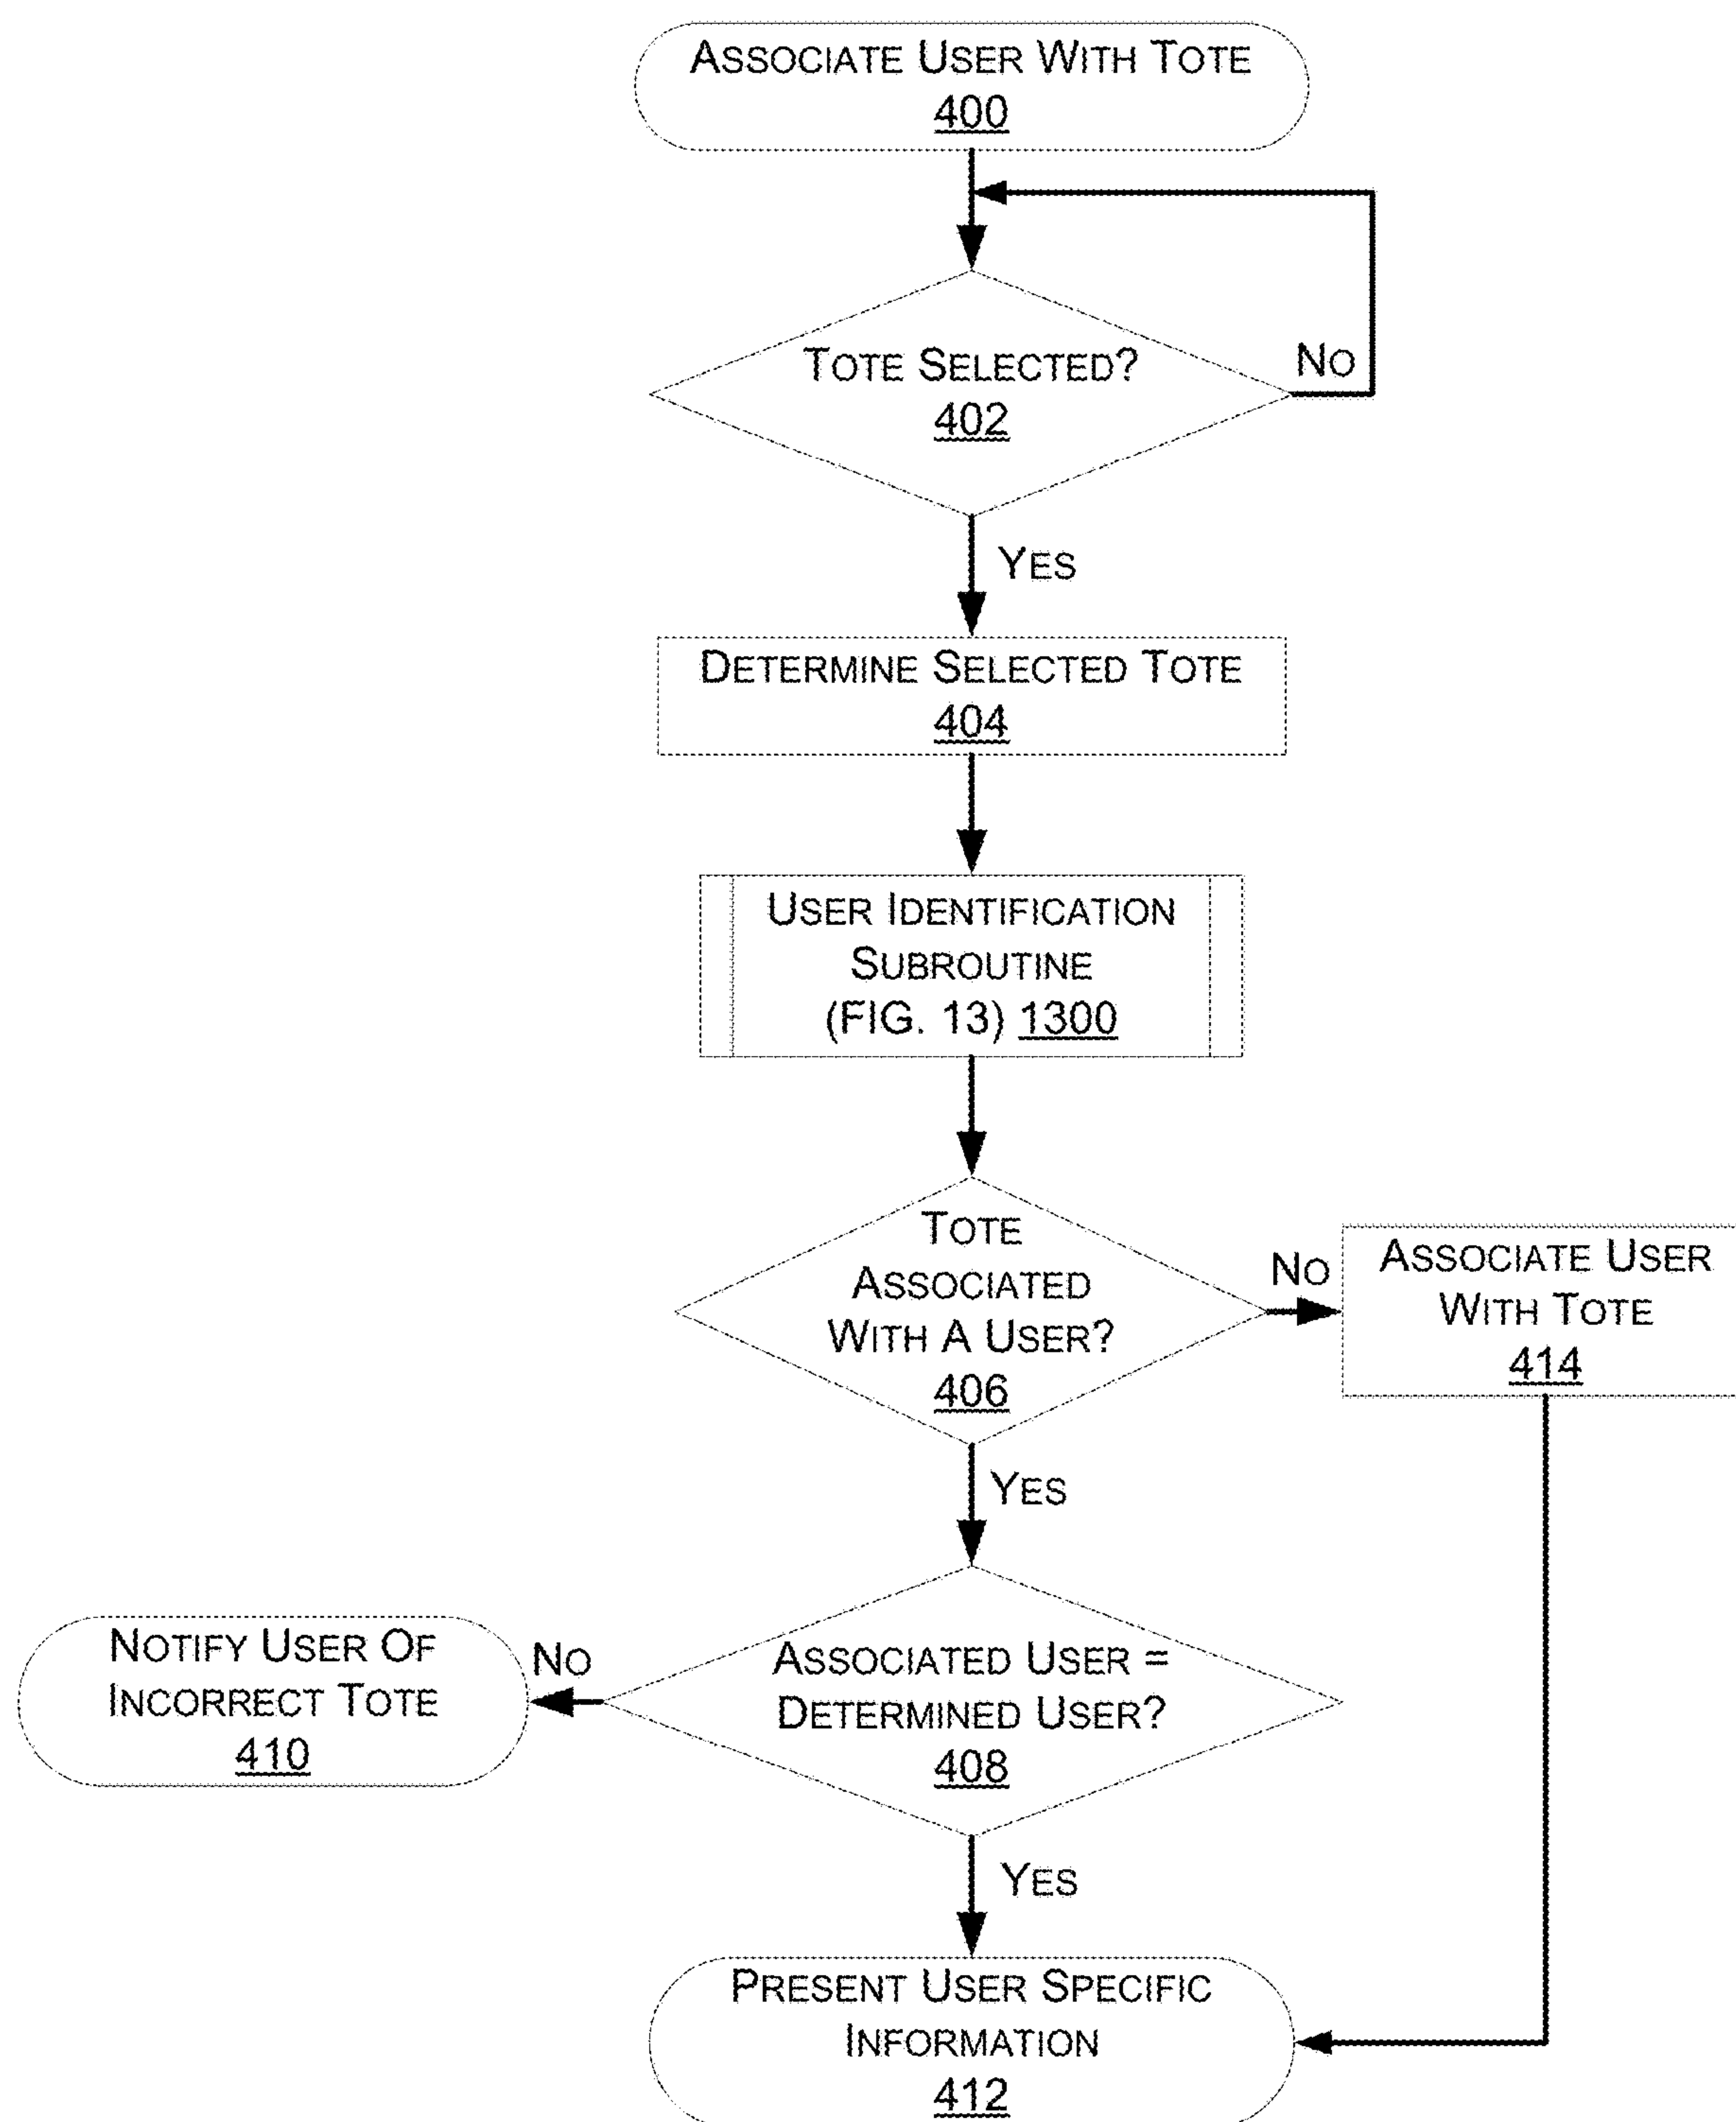 ASSOCIATE USER WITH TOTE
400
TOTE SELECTED?
402
NO
YES
DETERMINE SELECTED TOTE
404
USER IDENTIFICATION
SUBROUTINE
(FIG. 13) 1300
TOTE
ASSOCIATED
WITH A USER?
406
NO
ASSOCIATE USER
WITH TOTE
414
YES
NOTIFY USER OF
INCORRECT TOTE
410
NO
ASSOCIATED USER =
DETERMINED USER?
408
YES
PRESENT USER SPECIFIC
INFORMATION
412